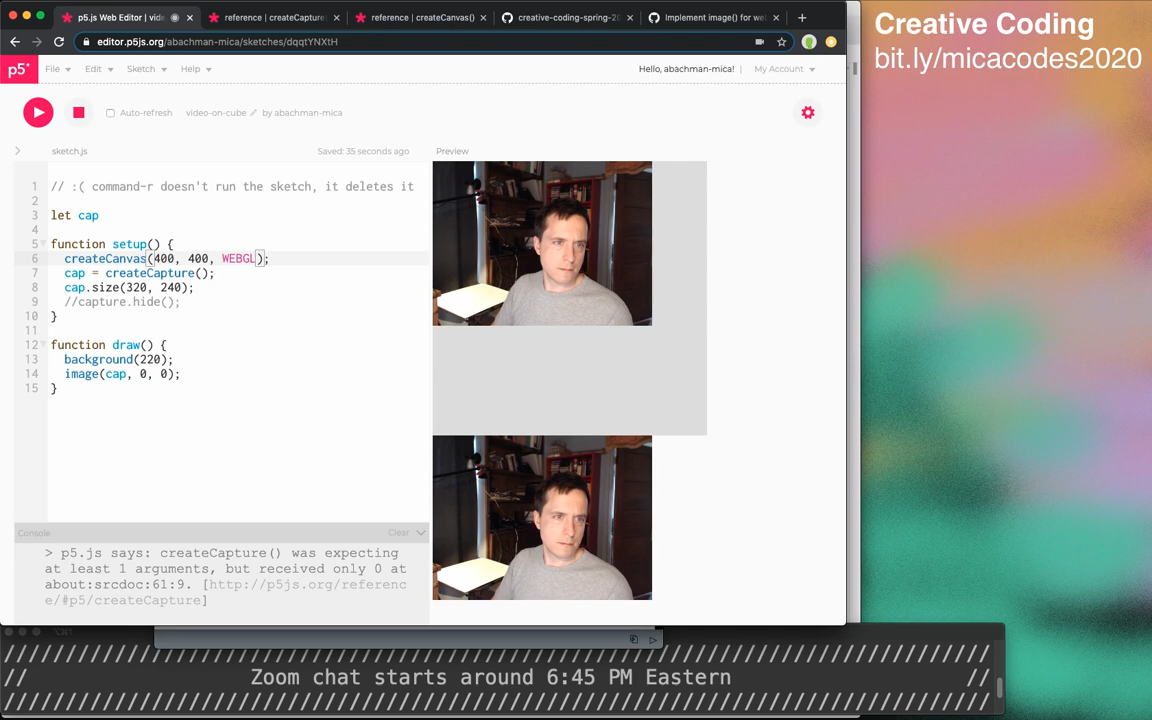 p5.js Web Editor | vide
reference | createCapture
reference | createCanvas()
creative-coding-spring-20
Implement image() for we
editor.p5js.org/abachman-mica/sketches/dqqtYNXtH
Creative Coding
bit.ly/micacodes2020
p5*
File
Edit
Sketch
Help
Hello, abachman-mica!
My Account
Auto-refresh
video-on-cube
by abachman-mica
sketch.js
Saved: 35 seconds ago
Preview
1 // :( command-r doesn't run the sketch, it deletes it
2
3 let cap
4
5 function setup() {
6 createCanvas(400, 400, WEBGL);
7 cap = createCapture();
8 cap.size(320, 240);
9 //capture.hide();
10 }
11
12 function draw() {
13 background(220);
14 image(cap, 0, 0);
15 }
Console
Clear
> p5.js says: createCapture() was expecting
at least 1 arguments, but received only 0 at
about:srcdoc:61:9. [http://p5js.org/referenc
e/#p5/createCapture]
// Zoom chat starts around 6:45 PM Eastern //